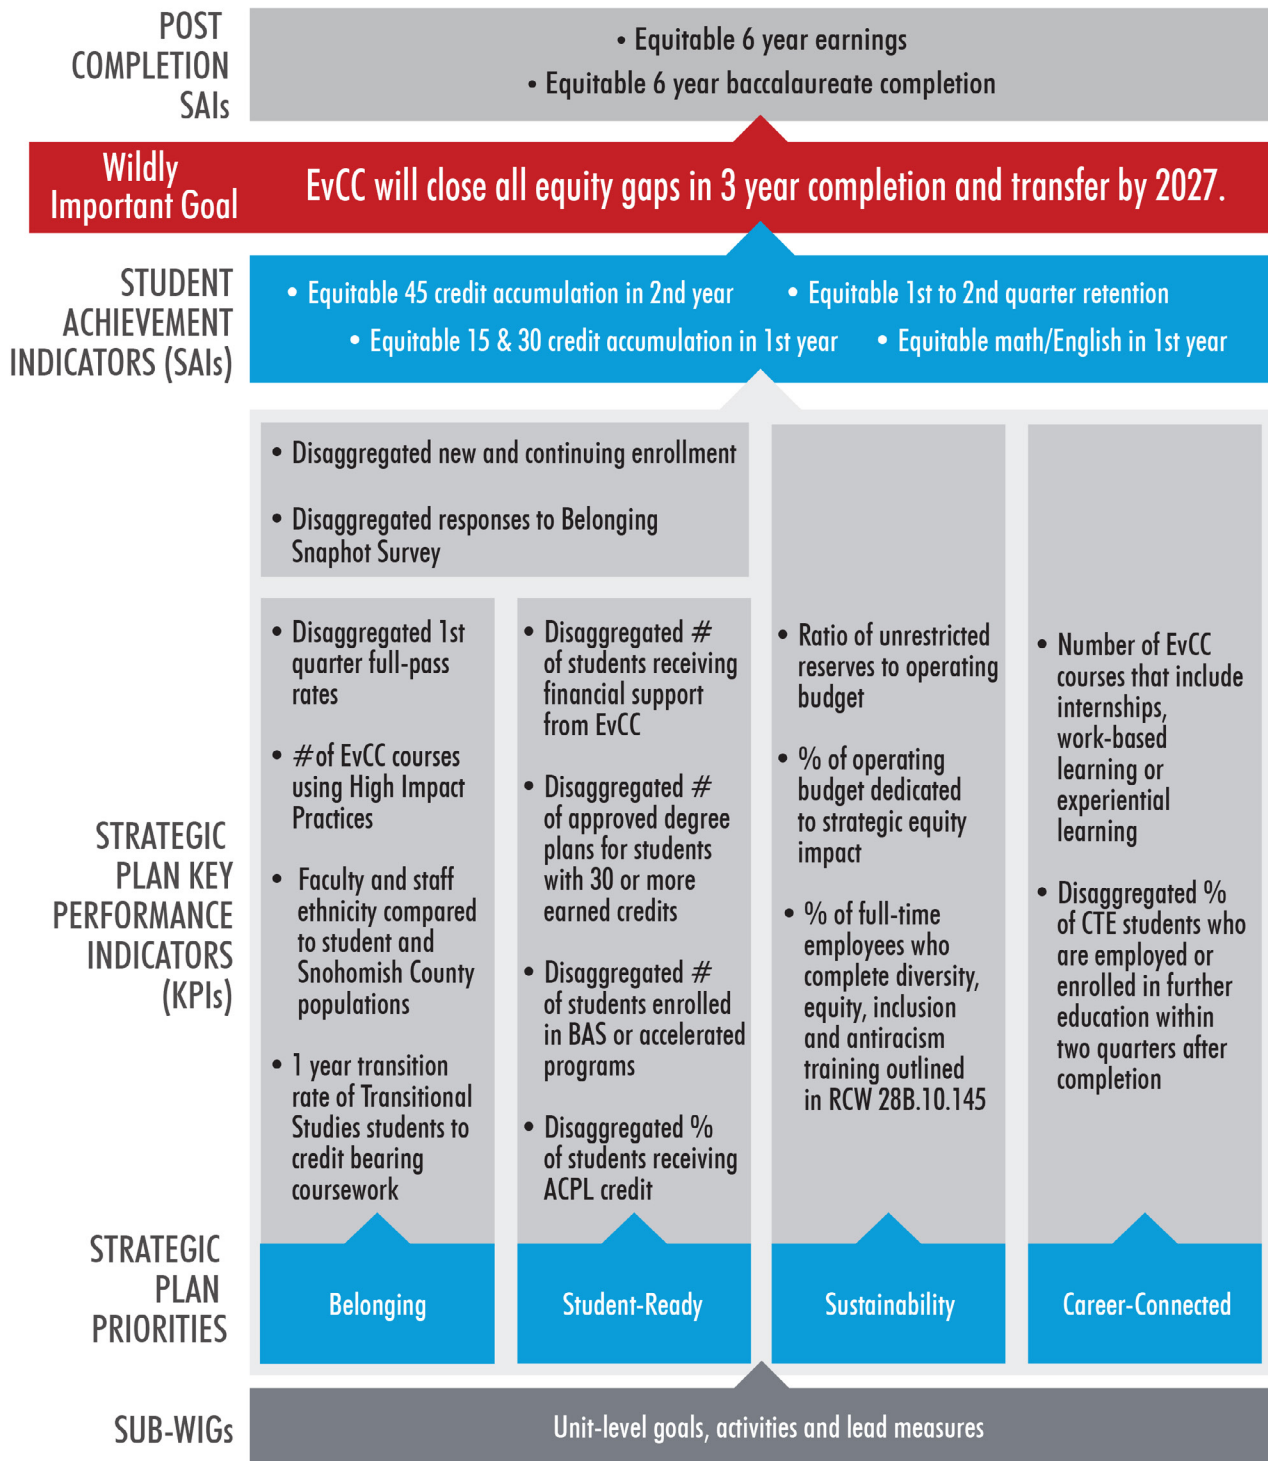 POST
COMPLETION
SAIs
• Equitable 6 year earnings
• Equitable 6 year baccalaureate completion
Wildly
Important Goal
EvCC will close all equity gaps in 3 year completion and transfer by 2027.
STUDENT
ACHIEVEMENT
INDICATORS (SAIs)
• Equitable 45 credit accumulation in 2nd year
• Equitable 1st to 2nd quarter retention
• Equitable 15 & 30 credit accumulation in 1st year
• Equitable math/English in 1st year
STRATEGIC
PLAN KEY
PERFORMANCE
INDICATORS
(KPIs)
• Disaggregated new and continuing enrollment
• Disaggregated responses to Belonging
Snaphot Survey
• Disaggregated 1st
quarter full-pass
rates
• #of EvCC courses
using High Impact
Practices
• Faculty and staff
ethnicity compared
to student and
Snohomish County
populations
• 1 year transition
rate of Transitional
Studies students to
credit bearing
coursework
• Disaggregated #
of students receiving
financial support
from EvCC
• Disaggregated #
of approved degree
plans for students
with 30 or more
earned credits
• Disaggregated #
of students enrolled
in BAS or accelerated
programs
• Disaggregated %
of students receiving
ACPL credit
• Ratio of unrestricted
reserves to operating
budget
• % of operating
budget dedicated
to strategic equity
impact
• % of full-time
employees who
complete diversity,
equity, inclusion
and antiracism
training outlined
in RCW 28B.10.145
• Number of EvCC
courses that include
internships,
work-based
learning or
experiential
learning
• Disaggregated %
of CTE students who
are employed or
enrolled in further
education within
two quarters after
completion
STRATEGIC
PLAN
PRIORITIES
Belonging
Student-Ready
Sustainability
Career-Connected
SUB-WIGs
Unit-level goals, activities and lead measures